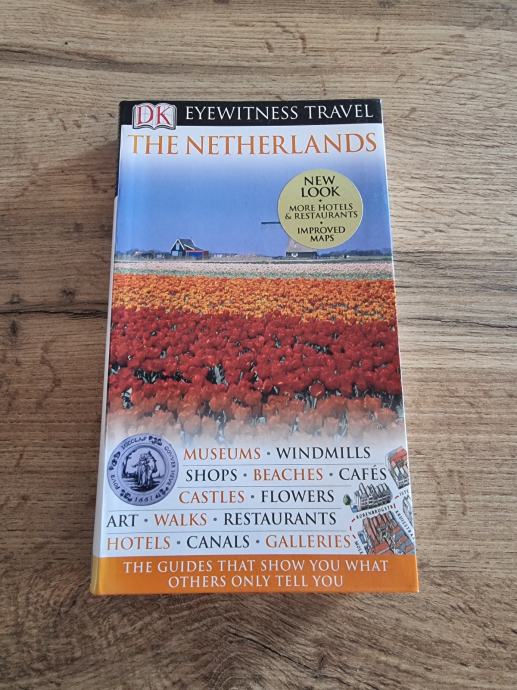 DK EYEWITNESS TRAVEL
THE NETHERLANDS
NEW
LOOK
•
MORE HOTELS
& RESTAURANTS
•
IMPROVED
MAPS
MUSEUMS • WINDMILLS
SHOPS • BEACHES • CAFÉS
CASTLES • FLOWERS
ART • WALKS • RESTAURANTS
HOTELS • CANALS • GALLERIES
1661
THE GUIDES THAT SHOW YOU WHAT
OTHERS ONLY TELL YOU